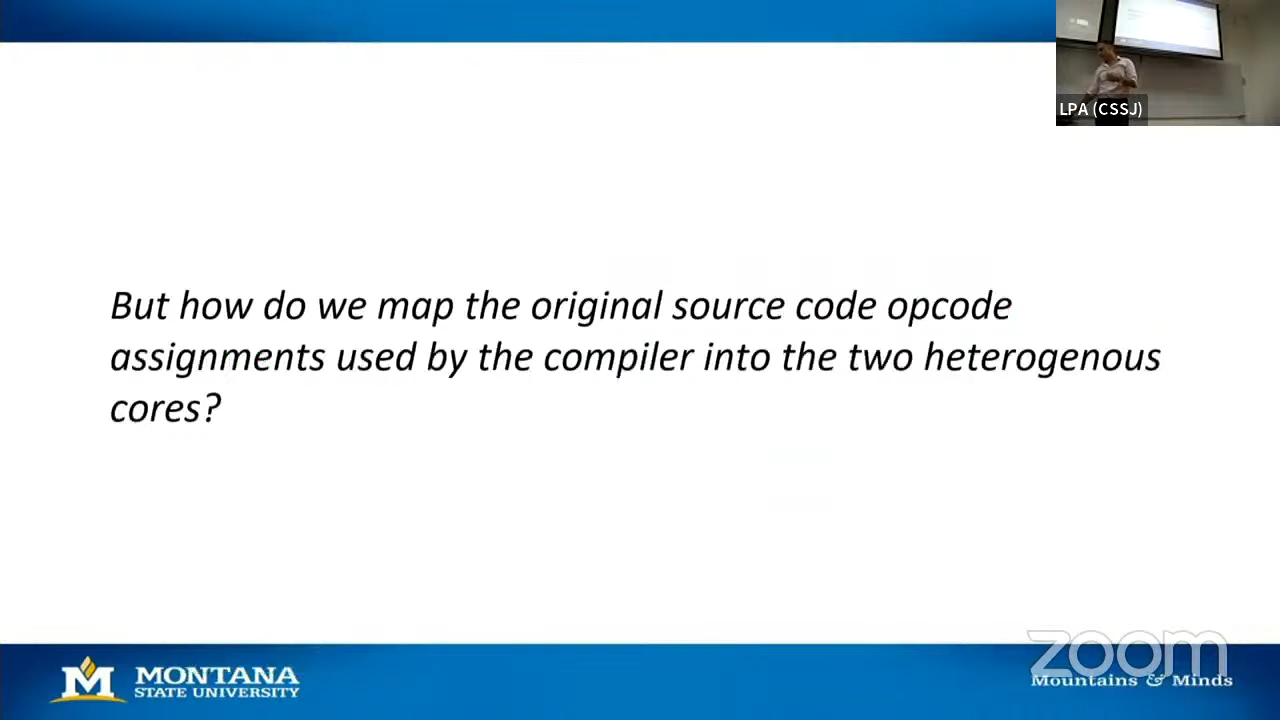 LPA (CSSJ)
But how do we map the original source code opcode
assignments used by the compiler into the two heterogenous
cores?
M MONTANA
STATE UNIVERSITY
zoom
Mountains & Minds